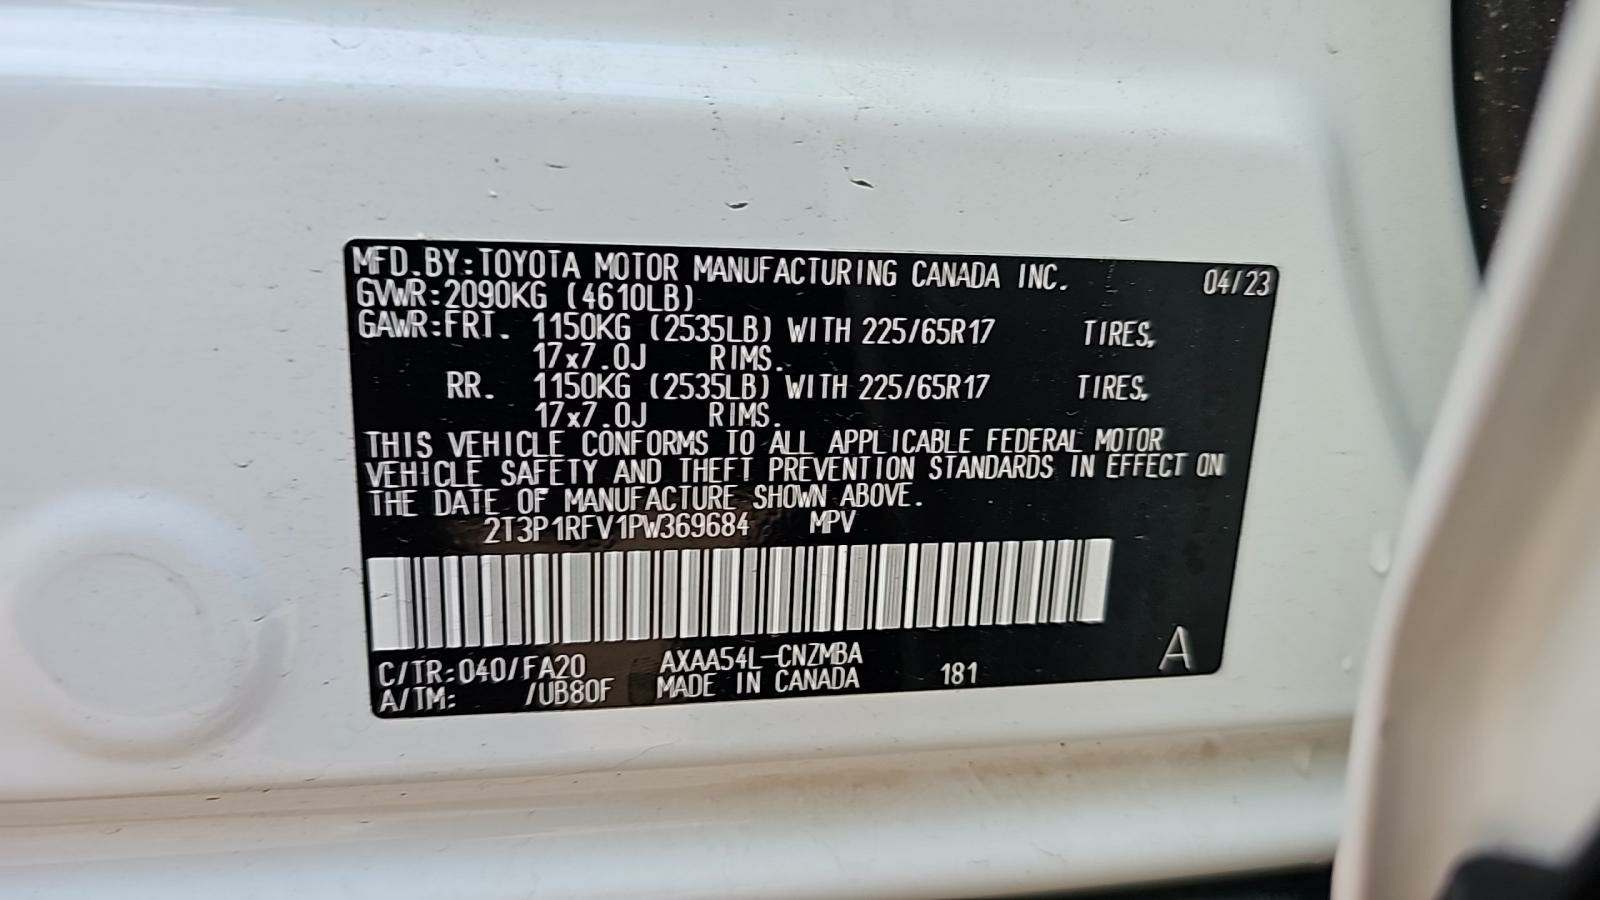 MFD.BY:TOYOTA MOTOR MANUFACTURING CANADA INC. 04/23
GVWR:2090KG (4610LB)
GAWR:FRT. 1150KG (2535LB) WITH 225/65R17 TIRES,
17x7.0J RIMS.
RR. 1150KG (2535LB) WITH 225/65R17 TIRES,
17x7.0J RIMS.
THIS VEHICLE CONFORMS TO ALL APPLICABLE FEDERAL MOTOR
VEHICLE SAFETY AND THEFT PREVENTION STANDARDS IN EFFECT ON
THE DATE OF MANUFACTURE SHOWN ABOVE.
2T3P1RFV1PW369684 MPV
C/TR:040/FA20 AXAA54L-CNZMBA A
A/TM: /UB80F MADE IN CANADA 181